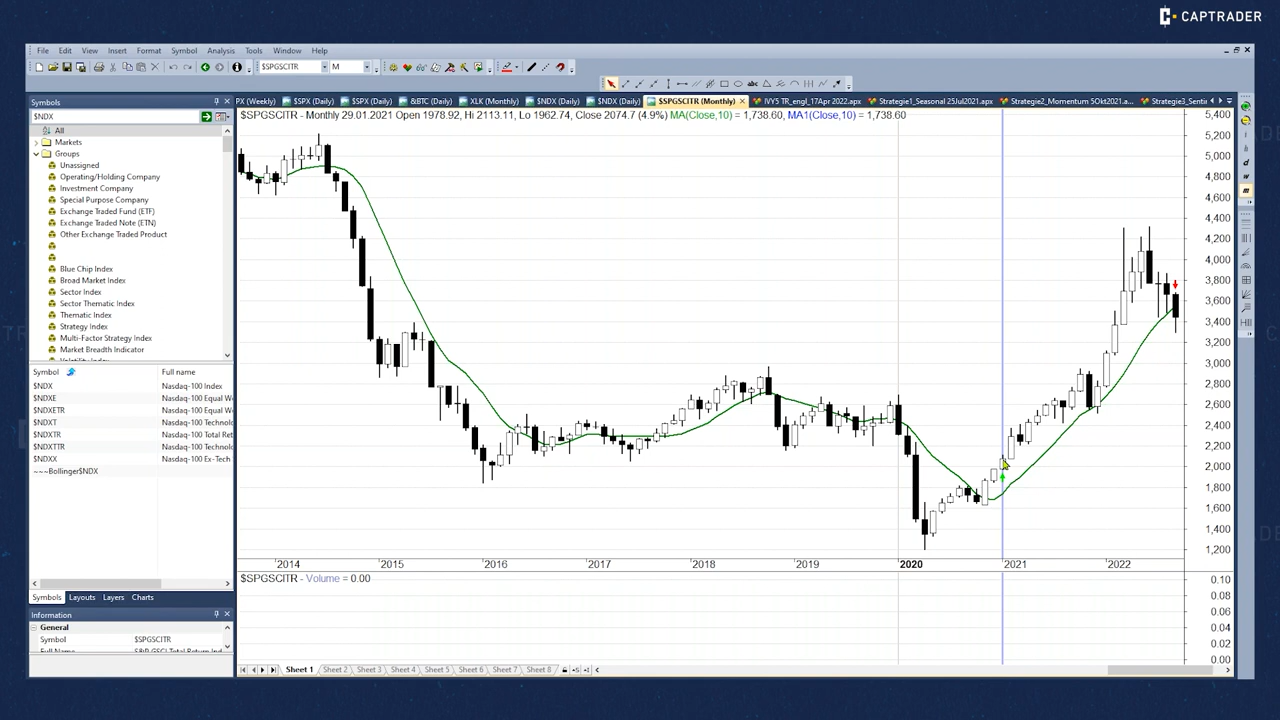 CAPTRADER
File Edit View Insert Format Symbol Analysis Tools Window Help
$SPGSCITR M
Symbols
PX (Weekly) $SPX (Daily) $SPX (Daily) &BTC (Daily) XLK (Monthly) $NDX (Daily) $NDX (Daily) $SPGSCITR (Monthly) IVY5 TR_engl_17Apr 2022.apx Strategie1_Seasonal 25Jul2021.apx Strategie2_Momentum 5Okt2021.a... Strategie3_Senti
$NDX
$SPGSCITR - Monthly 29.01.2021 Open 1978.92, Hi 2113.11, Lo 1962.74, Close 2074.7 (4.9%) MA(Close,10) = 1,738.60, MA1(Close,10) = 1,738.60
All
Markets
Groups
Unassigned
Operating/Holding Company
Investment Company
Special Purpose Company
Exchange Traded Fund (ETF)
Exchange Traded Note (ETN)
Other Exchange Traded Product
Blue Chip Index
Broad Market Index
Sector Index
Sector Thematic Index
Thematic Index
Strategy Index
Multi-Factor Strategy Index
Market Breadth Indicator
Symbol Full name
$NDX Nasdaq-100 Index
$NDXE Nasdaq-100 Equal W
$NDXETR Nasdaq-100 Equal W
$NDXT Nasdaq-100 Technol
$NDXTR Nasdaq-100 Total Ret
$NDXTTR Nasdaq-100 Technol
$NDXX Nasdaq-100 Ex-Tech
~~~Bollinger$NDX
5,400
5,200
5,000
4,800
4,600
4,400
4,200
4,000
3,800
3,600
3,400
3,200
3,000
2,800
2,600
2,400
2,200
2,000
1,800
1,600
1,400
1,200
2014 2015 2016 2017 2018 2019 2020 2021 2022
$SPGSCITR - Volume = 0.00
0.10
0.08
0.06
0.04
0.02
0.00
Symbols Layouts Layers Charts
Information
General
Symbol $SPGSCITR
Sheet 1 Sheet 2 Sheet 3 Sheet 4 Sheet 5 Sheet 6 Sheet 7 Sheet 8